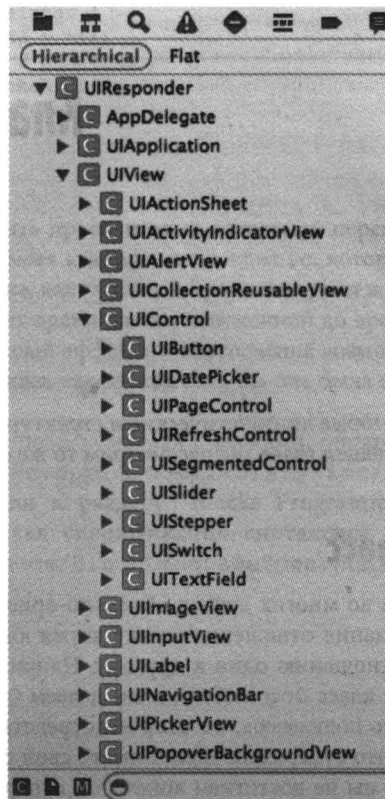 Hierarchical Flat
C UIResponder
C AppDelegate
C UIApplication
C UIView
C UIActionSheet
C UIActivityIndicatorView
C UIAlertView
C UICollectionReusableView
C UIControl
C UIButton
C UIDatePicker
C UIPageControl
C UIRefreshControl
C UISegmentedControl
C UISlider
C UIStepper
C UISwitch
C UITextField
C UIImageView
C UIInputView
C UILabel
C UINavigationBar
C UIPickerView
C UIPopoverBackgroundView
C M